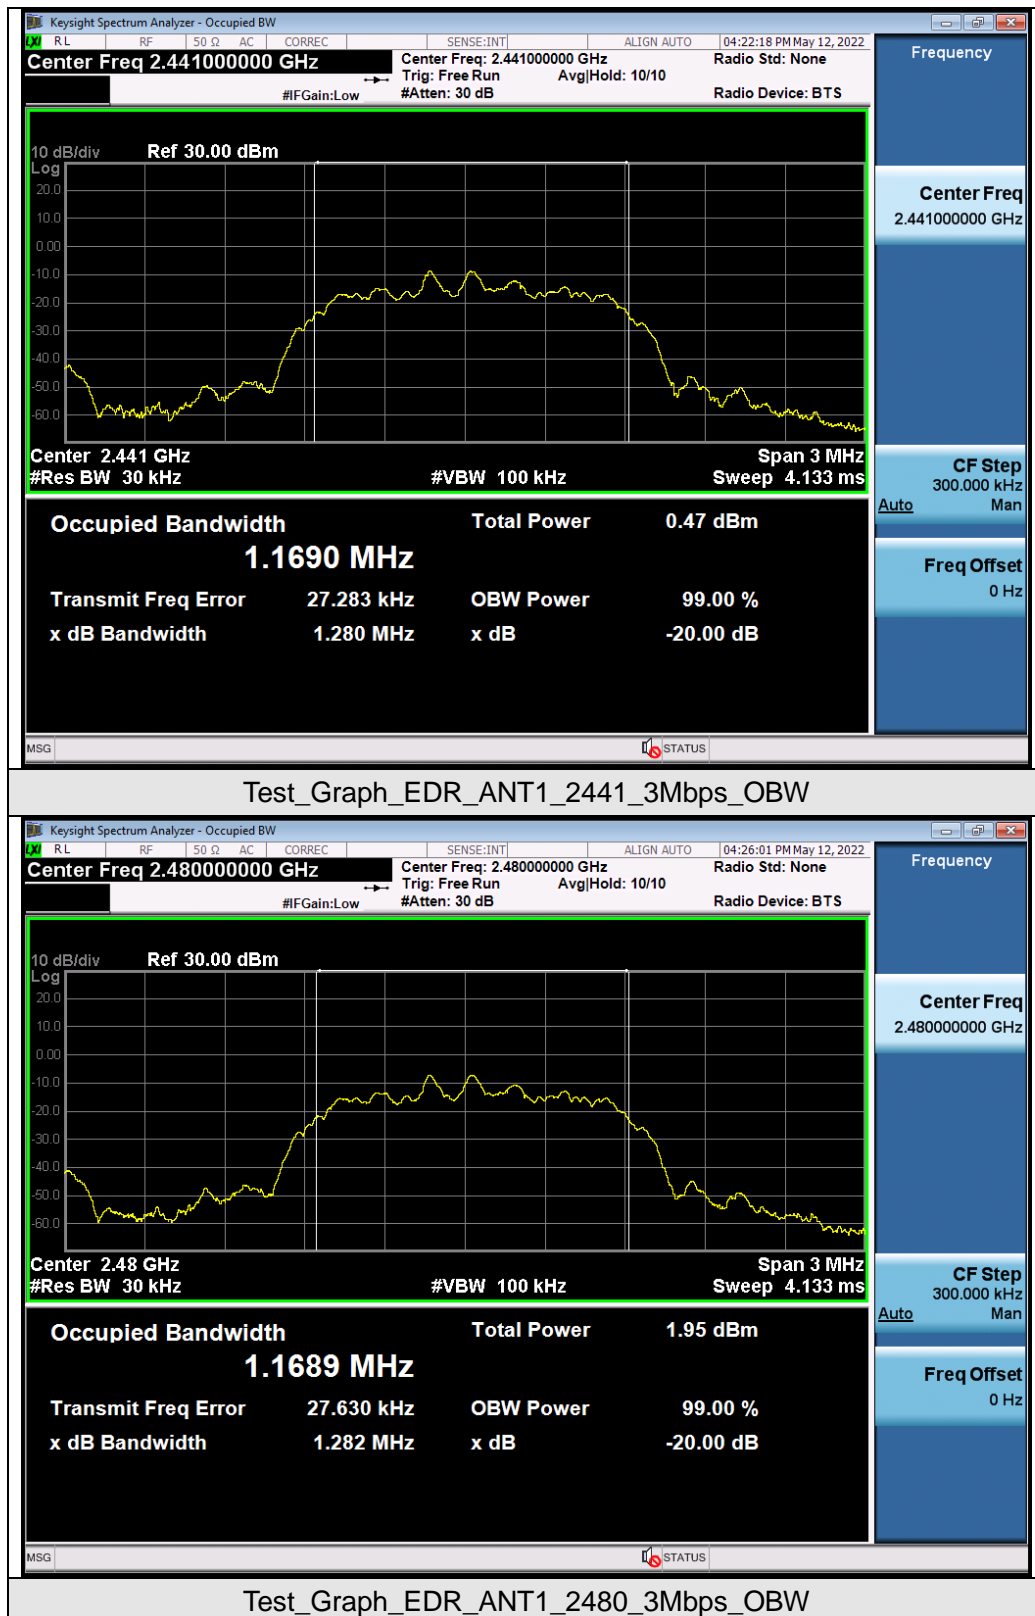 Keysight Spectrum Analyzer - Occupied BW
LXI RL RF 50 Ω AC CORREC SENSE:INT ALIGN AUTO 04:22:18 PM May 12, 2022
Center Freq 2.441000000 GHz
Center Freq: 2.441000000 GHz
Radio Std: None
Trig: Free Run Avg|Hold: 10/10
#IFGain:Low
#Atten: 30 dB
Radio Device: BTS
10 dB/div Ref 30.00 dBm
Log
20.0
10.0
0.00
-10.0
-20.0
-30.0
-40.0
-50.0
-60.0
Center 2.441 GHz Span 3 MHz
#Res BW 30 kHz #VBW 100 kHz Sweep 4.133 ms
Occupied Bandwidth Total Power 0.47 dBm
1.1690 MHz
Transmit Freq Error 27.283 kHz OBW Power 99.00 %
x dB Bandwidth 1.280 MHz x dB -20.00 dB
MSG STATUS
Frequency
Center Freq
2.441000000 GHz
CF Step
300.000 kHz
Auto Man
Freq Offset
0 Hz
Test_Graph_EDR_ANT1_2441_3Mbps_OBW
Keysight Spectrum Analyzer - Occupied BW
LXI RL RF 50 Ω AC CORREC SENSE:INT ALIGN AUTO 04:26:01 PM May 12, 2022
Center Freq 2.480000000 GHz
Center Freq: 2.480000000 GHz
Radio Std: None
Trig: Free Run Avg|Hold: 10/10
#IFGain:Low
#Atten: 30 dB
Radio Device: BTS
10 dB/div Ref 30.00 dBm
Log
20.0
10.0
0.00
-10.0
-20.0
-30.0
-40.0
-50.0
-60.0
Center 2.48 GHz Span 3 MHz
#Res BW 30 kHz #VBW 100 kHz Sweep 4.133 ms
Occupied Bandwidth Total Power 1.95 dBm
1.1689 MHz
Transmit Freq Error 27.630 kHz OBW Power 99.00 %
x dB Bandwidth 1.282 MHz x dB -20.00 dB
MSG STATUS
Frequency
Center Freq
2.480000000 GHz
CF Step
300.000 kHz
Auto Man
Freq Offset
0 Hz
Test_Graph_EDR_ANT1_2480_3Mbps_OBW